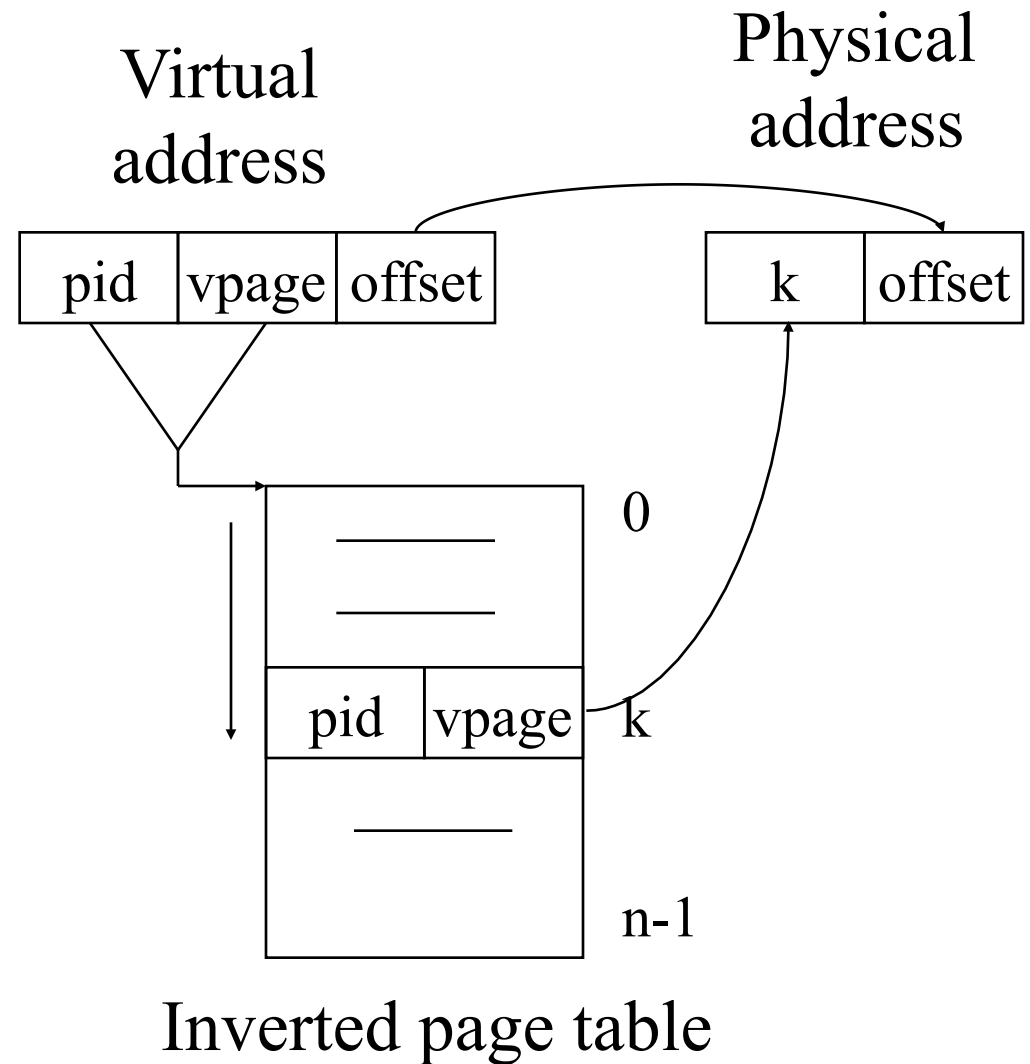 Virtual
address
Physical
address
pid vpage offset
k offset
0
pid vpage k
n-1
Inverted page table